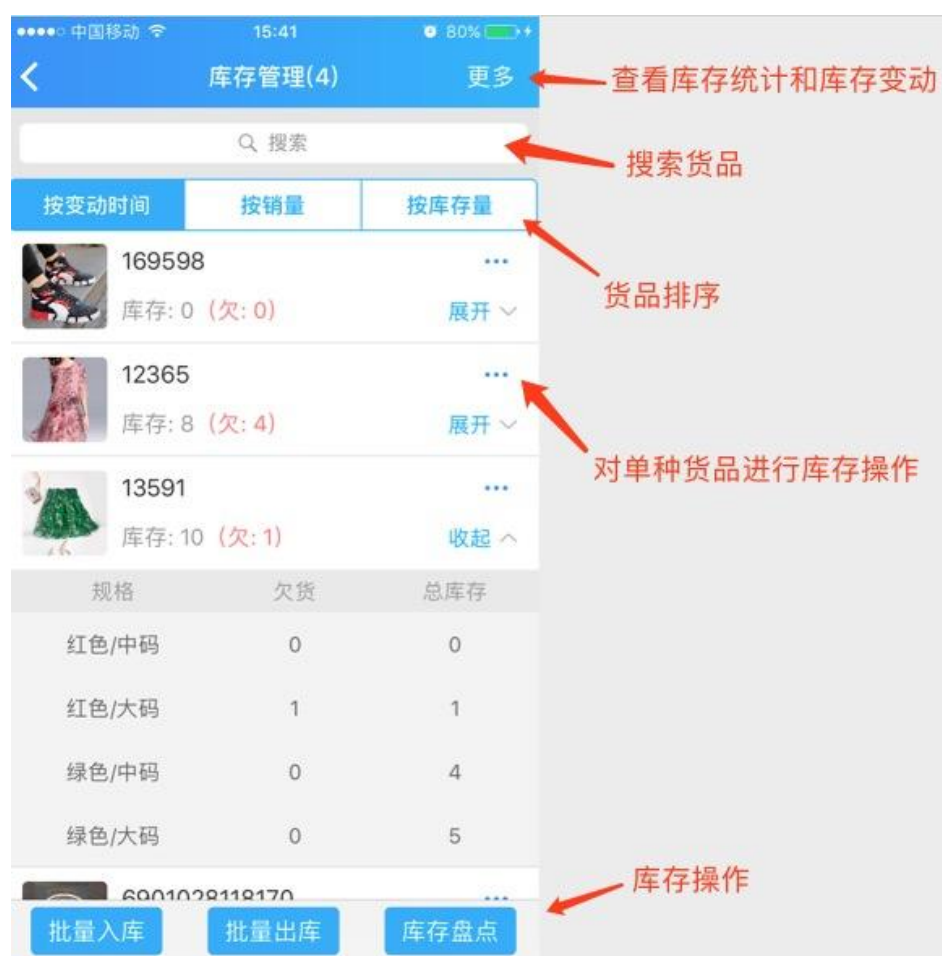 中国移动 15:41 80%
库存管理(4) 更多
查看库存统计和库存变动
搜索
搜索货品
按变动时间 按销量 按库存量
169598
库存: 0 (欠: 0) 展开
货品排序
12365
库存: 8 (欠: 4) 展开
对单种货品进行库存操作
13591
库存: 10 (欠: 1) 收起
规格 欠货 总库存
红色/中码 0 0
红色/大码 1 1
绿色/中码 0 4
绿色/大码 0 5
6901028118170
库存操作
批量入库 批量出库 库存盘点